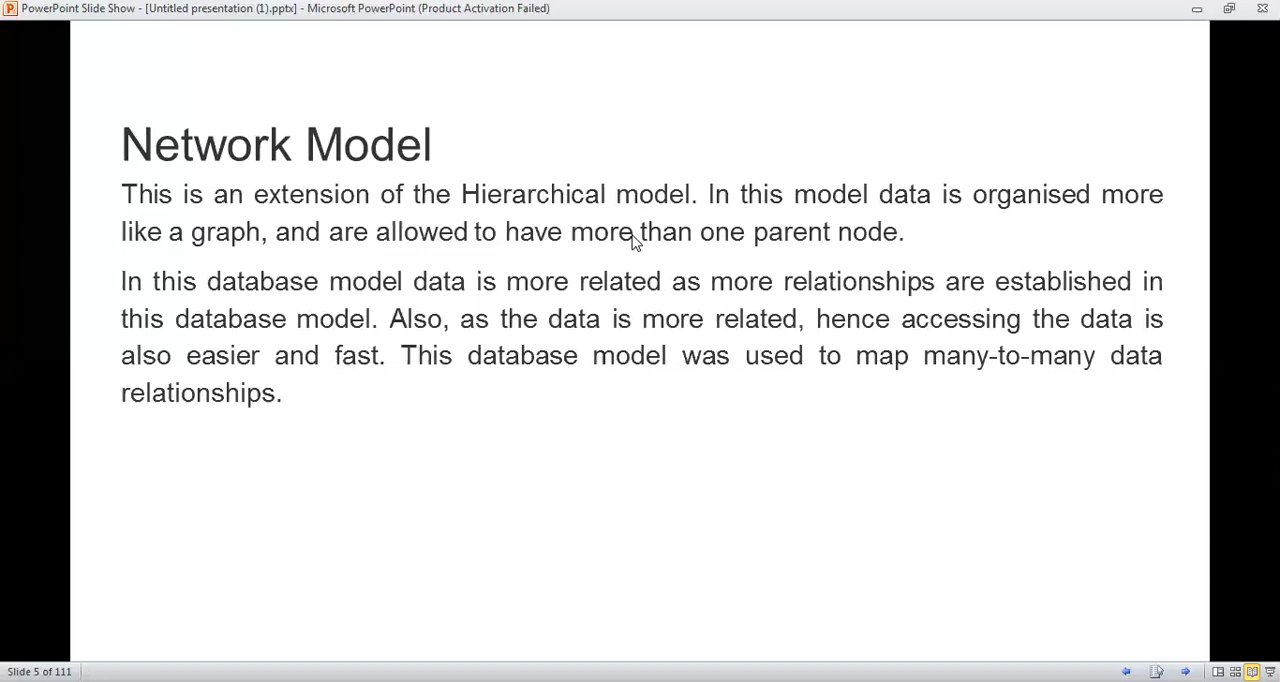 PowerPoint Slide Show - [Untitled presentation (1).pptx] - Microsoft PowerPoint (Product Activation Failed)
Network Model
This is an extension of the Hierarchical model. In this model data is organised more
like a graph, and are allowed to have more than one parent node.
In this database model data is more related as more relationships are established in
this database model. Also, as the data is more related, hence accessing the data is
also easier and fast. This database model was used to map many-to-many data
relationships.
Slide 5 of 111